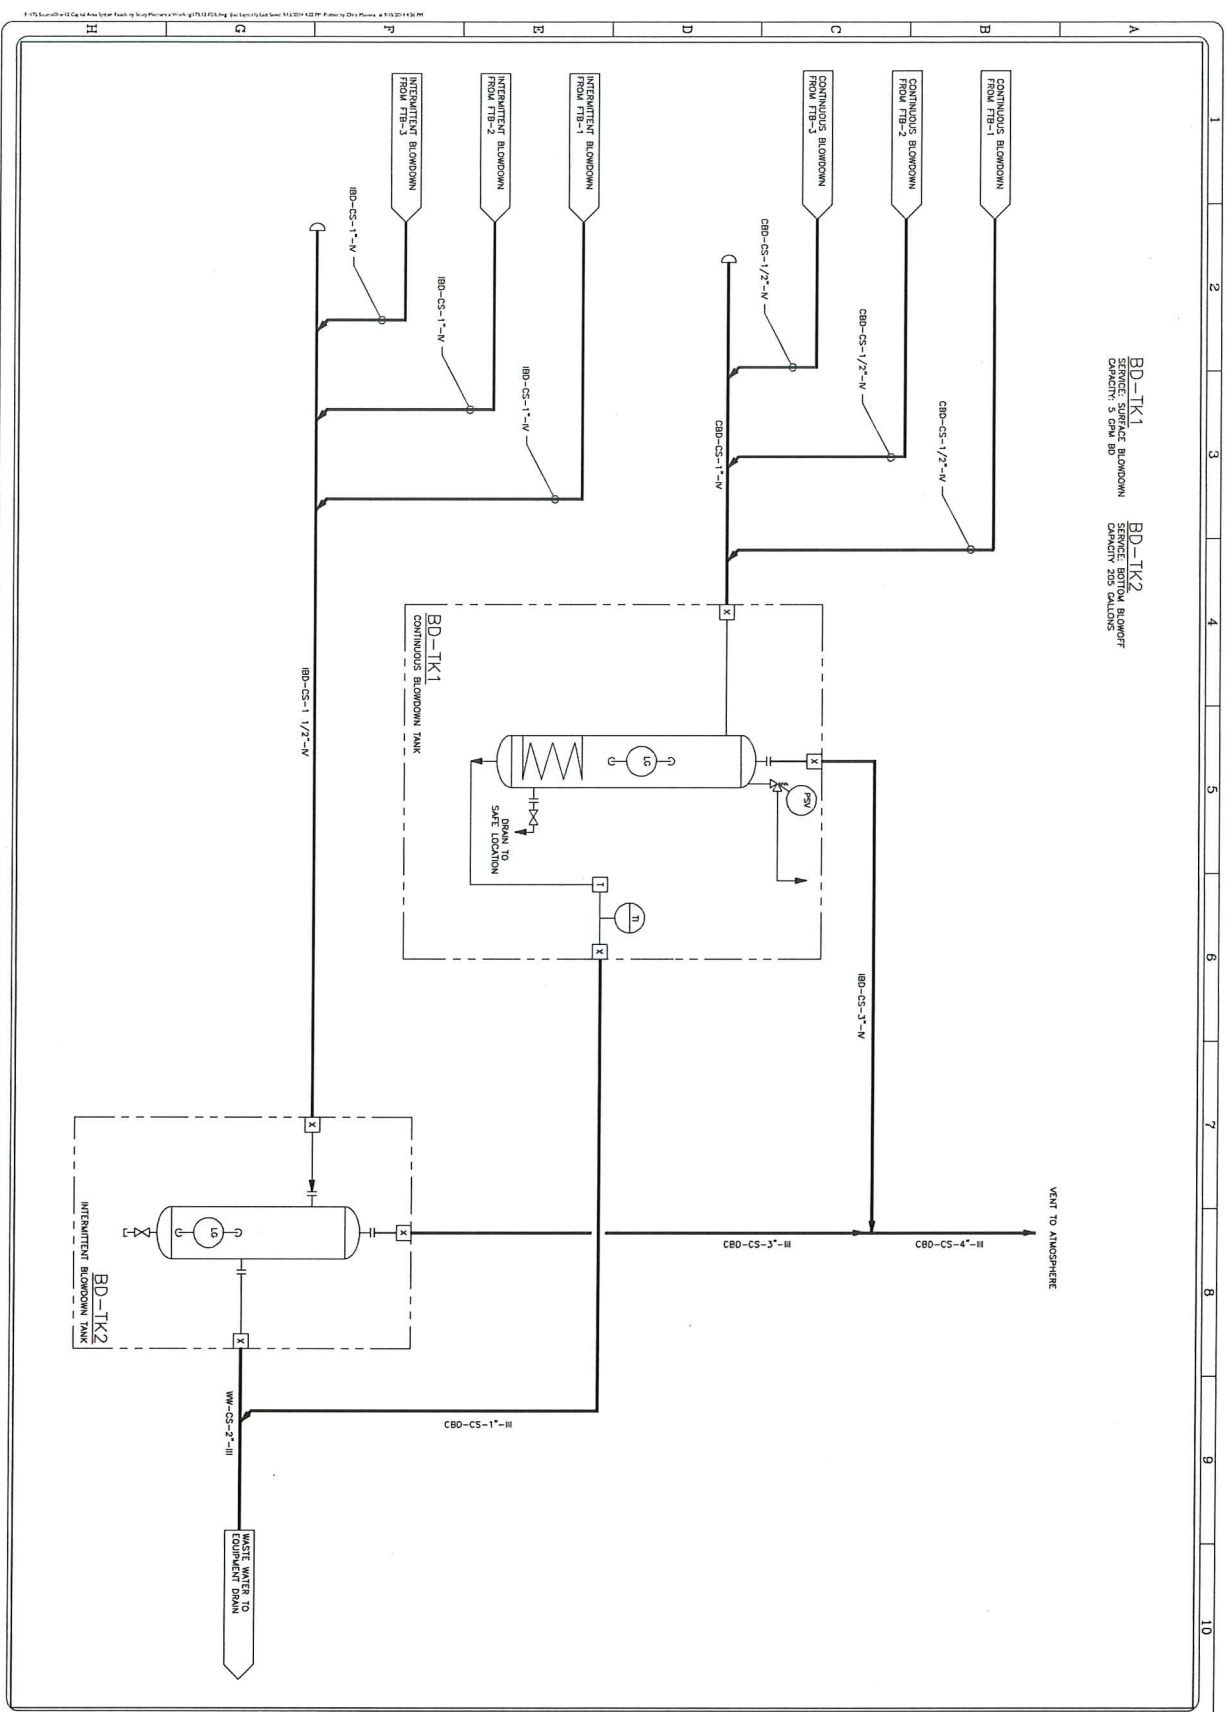 A
B
C
D
E
F
G
H
1
2
3
4
5
6
7
8
9
10
BD-TK1
SERVICE: SURFACE BLOWDOWN
CAPACITY: 5 GPM BD
BD-TK2
SERVICE: BOTTOM BLOWOFF
CAPACITY 205 GALLONS
CONTINUOUS BLOWDOWN
FROM FTB-1
CONTINUOUS BLOWDOWN
FROM FTB-2
CONTINUOUS BLOWDOWN
FROM FTB-3
INTERMITTENT BLOWDOWN
FROM FTB-1
INTERMITTENT BLOWDOWN
FROM FTB-2
INTERMITTENT BLOWDOWN
FROM FTB-3
CBD-CS-1/2"-IV
CBD-CS-1/2"-IV
CBD-CS-1/2"-IV
CBD-CS-1"-IV
IBD-CS-1"-IV
IBD-CS-1"-IV
IBD-CS-1"-IV
IBD-CS-1 1/2"-IV
BD-TK1
CONTINUOUS BLOWDOWN TANK
X
X
X
T
TI
LG
PSV
DRAIN TO
SAFE LOCATION
IBD-CS-3"-IV
VENT TO ATMOSPHERE
CBD-CS-4"-III
CBD-CS-3"-III
CBD-CS-1"-III
X
X
X
LG
BD-TK2
INTERMITTENT BLOWDOWN TANK
WW-CS-2"-III
WASTE WATER TO
EQUIPMENT DRAIN